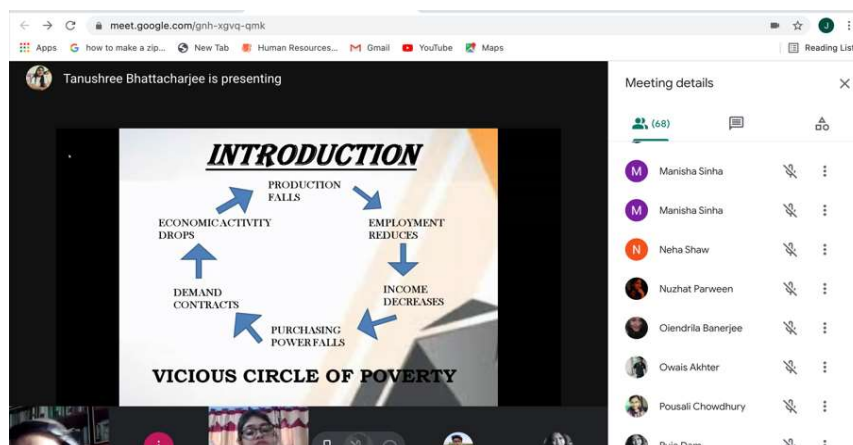 meet.google.com/gnh-xgvq-qmk
Apps G how to make a zip... New Tab Human Resources... M Gmail YouTube Maps Reading List
J
Tanushree Bhattacharjee is presenting
INTRODUCTION
PRODUCTION
FALLS
EMPLOYMENT
REDUCES
INCOME
DECREASES
PURCHASING
POWER FALLS
DEMAND
CONTRACTS
ECONOMIC ACTIVITY
DROPS
VICIOUS CIRCLE OF POVERTY
Meeting details
(68)
M Manisha Sinha
M Manisha Sinha
N Neha Shaw
Nuzhat Parween
Oiendrila Banerjee
Owais Akhter
Pousali Chowdhury